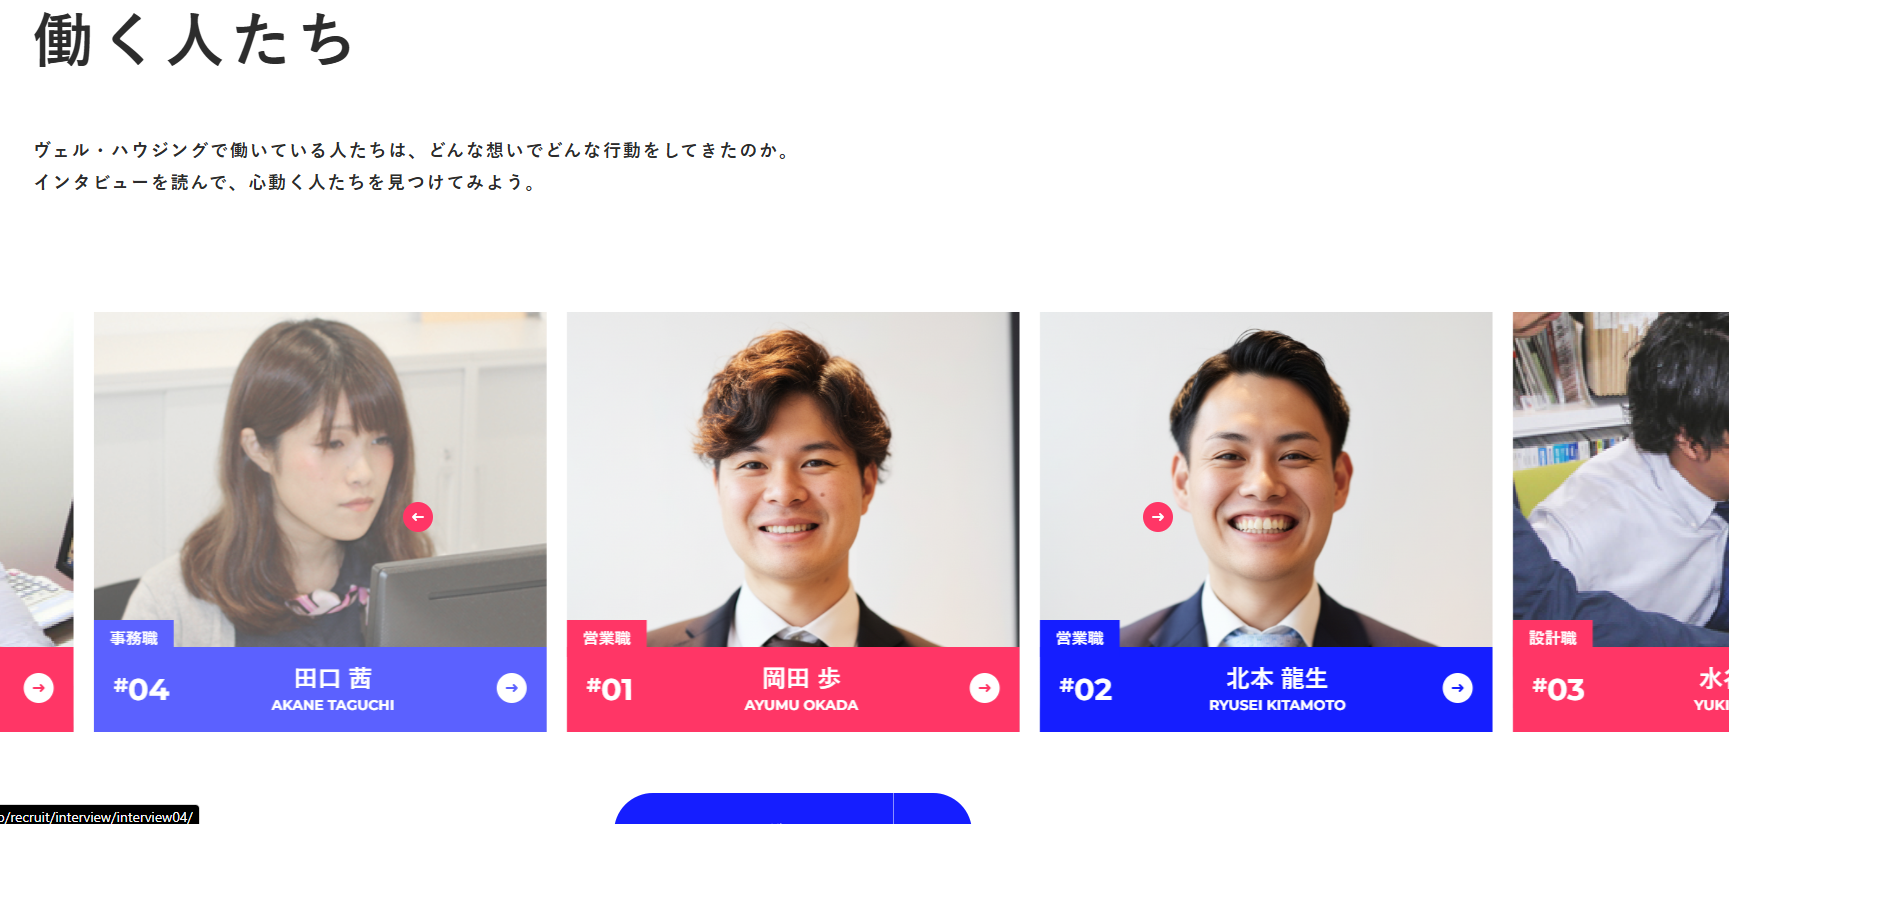 働く人たち
ヴェル・ハウジングで働いている人たちは、どんな想いでどんな行動をしてきたのか。
インタビューを読んで、心動く人たちを見つけてみよう。
事務職
#04
田口 茜
AKANE TAGUCHI
営業職
#01
岡田 歩
AYUMU OKADA
営業職
#02
北本 龍生
RYUSEI KITAMOTO
設計職
#03
水
YUKI
/recruit/interview/interview04/